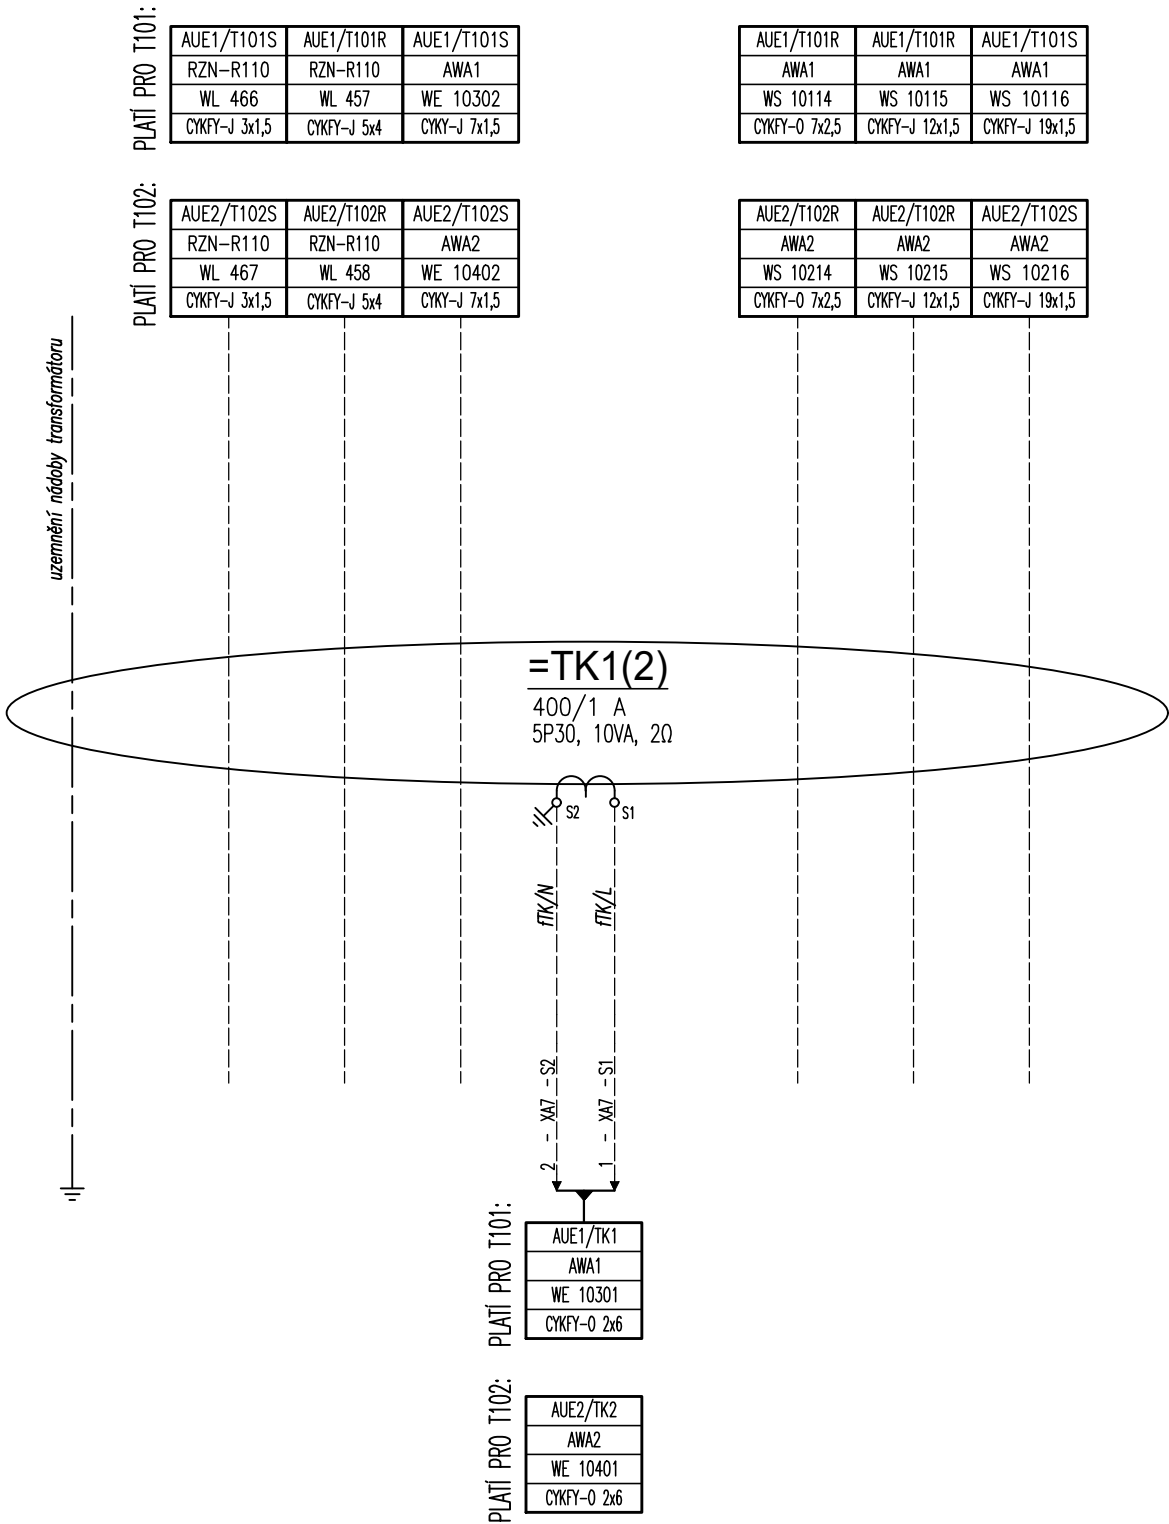 PLATÍ PRO T101:
AUE1/T101S AUE1/T101R AUE1/T101S
RZN-R110 RZN-R110 AWA1
WL 466 WL 457 WE 10302
CYKFY-J 3x1,5 CYKFY-J 5x4 CYKY-J 7x1,5
AUE1/T101R AUE1/T101R AUE1/T101S
AWA1 AWA1 AWA1
WS 10114 WS 10115 WS 10116
CYKFY-O 7x2,5 CYKFY-J 12x1,5 CYKFY-J 19x1,5
PLATÍ PRO T102:
AUE2/T102S AUE2/T102R AUE2/T102S
RZN-R110 RZN-R110 AWA2
WL 467 WL 458 WE 10402
CYKFY-J 3x1,5 CYKFY-J 5x4 CYKY-J 7x1,5
AUE2/T102R AUE2/T102R AUE2/T102S
AWA2 AWA2 AWA2
WS 10214 WS 10215 WS 10216
CYKFY-O 7x2,5 CYKFY-J 12x1,5 CYKFY-J 19x1,5
uzemnění nádoby transformátoru
=TK1(2)
400/1 A
5P30, 10VA, 2Ω
S2 S1
fTK/N fTK/L
2 - XA7 -S2
1 - XA7 -S1
PLATÍ PRO T101:
AUE1/TK1
AWA1
WE 10301
CYKFY-O 2x6
PLATÍ PRO T102:
AUE2/TK2
AWA2
WE 10401
CYKFY-O 2x6